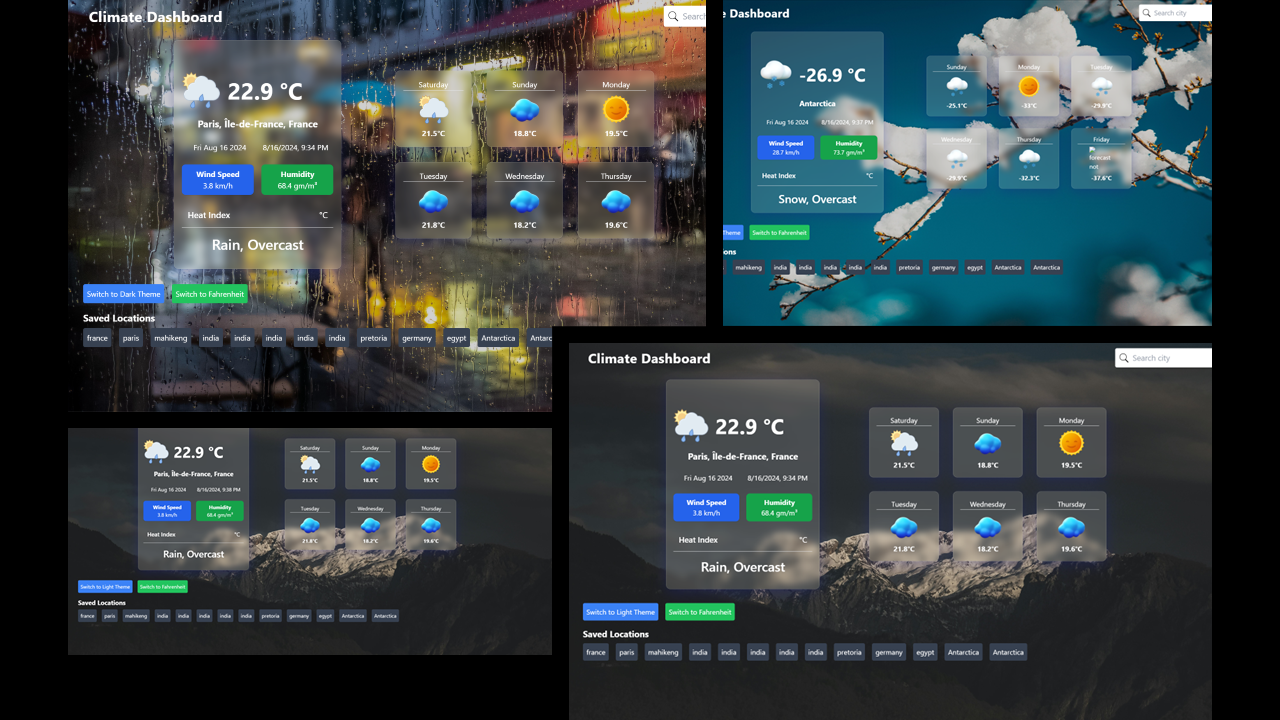 Climate Dashboard
Search
22.9 °C
Paris, Île-de-France, France
Fri Aug 16 2024 8/16/2024, 9:34 PM
Wind Speed
3.8 km/h
Humidity
68.4 gm/m³
Heat Index °C
Rain, Overcast
Saturday
21.5°C
Sunday
18.8°C
Monday
19.5°C
Tuesday
21.8°C
Wednesday
18.2°C
Thursday
19.6°C
Switch to Dark Theme Switch to Fahrenheit
Saved Locations
france paris mahikeng india india india india india pretoria germany egypt Antarctica Antarc
e Dashboard
Search city
-26.9 °C
Antarctica
Fri Aug 16 2024 8/16/2024, 9:37 PM
Wind Speed
28.7 km/h
Humidity
73.7 gm/m³
Heat Index °C
Snow, Overcast
Sunday
-25.1°C
Monday
-33°C
Tuesday
-29.9°C
Wednesday
-29.9°C
Thursday
-32.3°C
Friday
forecast
not
-37.6°C
Theme Switch to Fahrenheit
ons
s mahikeng india india india india india pretoria germany egypt Antarctica Antarctica
22.9 °C
Paris, Île-de-France, France
Fri Aug 16 2024 8/16/2024, 9:38 PM
Wind Speed
3.8 km/h
Humidity
68.4 gm/m³
Heat Index °C
Rain, Overcast
Saturday
21.5°C
Sunday
18.8°C
Monday
19.5°C
Tuesday
21.8°C
Wednesday
18.2°C
Thursday
19.6°C
Switch to Light Theme Switch to Fahrenheit
Saved Locations
france paris mahikeng india india india india india pretoria germany egypt Antarctica Antarctica
Climate Dashboard
Search city
22.9 °C
Paris, Île-de-France, France
Fri Aug 16 2024 8/16/2024, 9:34 PM
Wind Speed
3.8 km/h
Humidity
68.4 gm/m³
Heat Index °C
Rain, Overcast
Saturday
21.5°C
Sunday
18.8°C
Monday
19.5°C
Tuesday
21.8°C
Wednesday
18.2°C
Thursday
19.6°C
Switch to Light Theme Switch to Fahrenheit
Saved Locations
france paris mahikeng india india india india india pretoria germany egypt Antarctica Antarctica